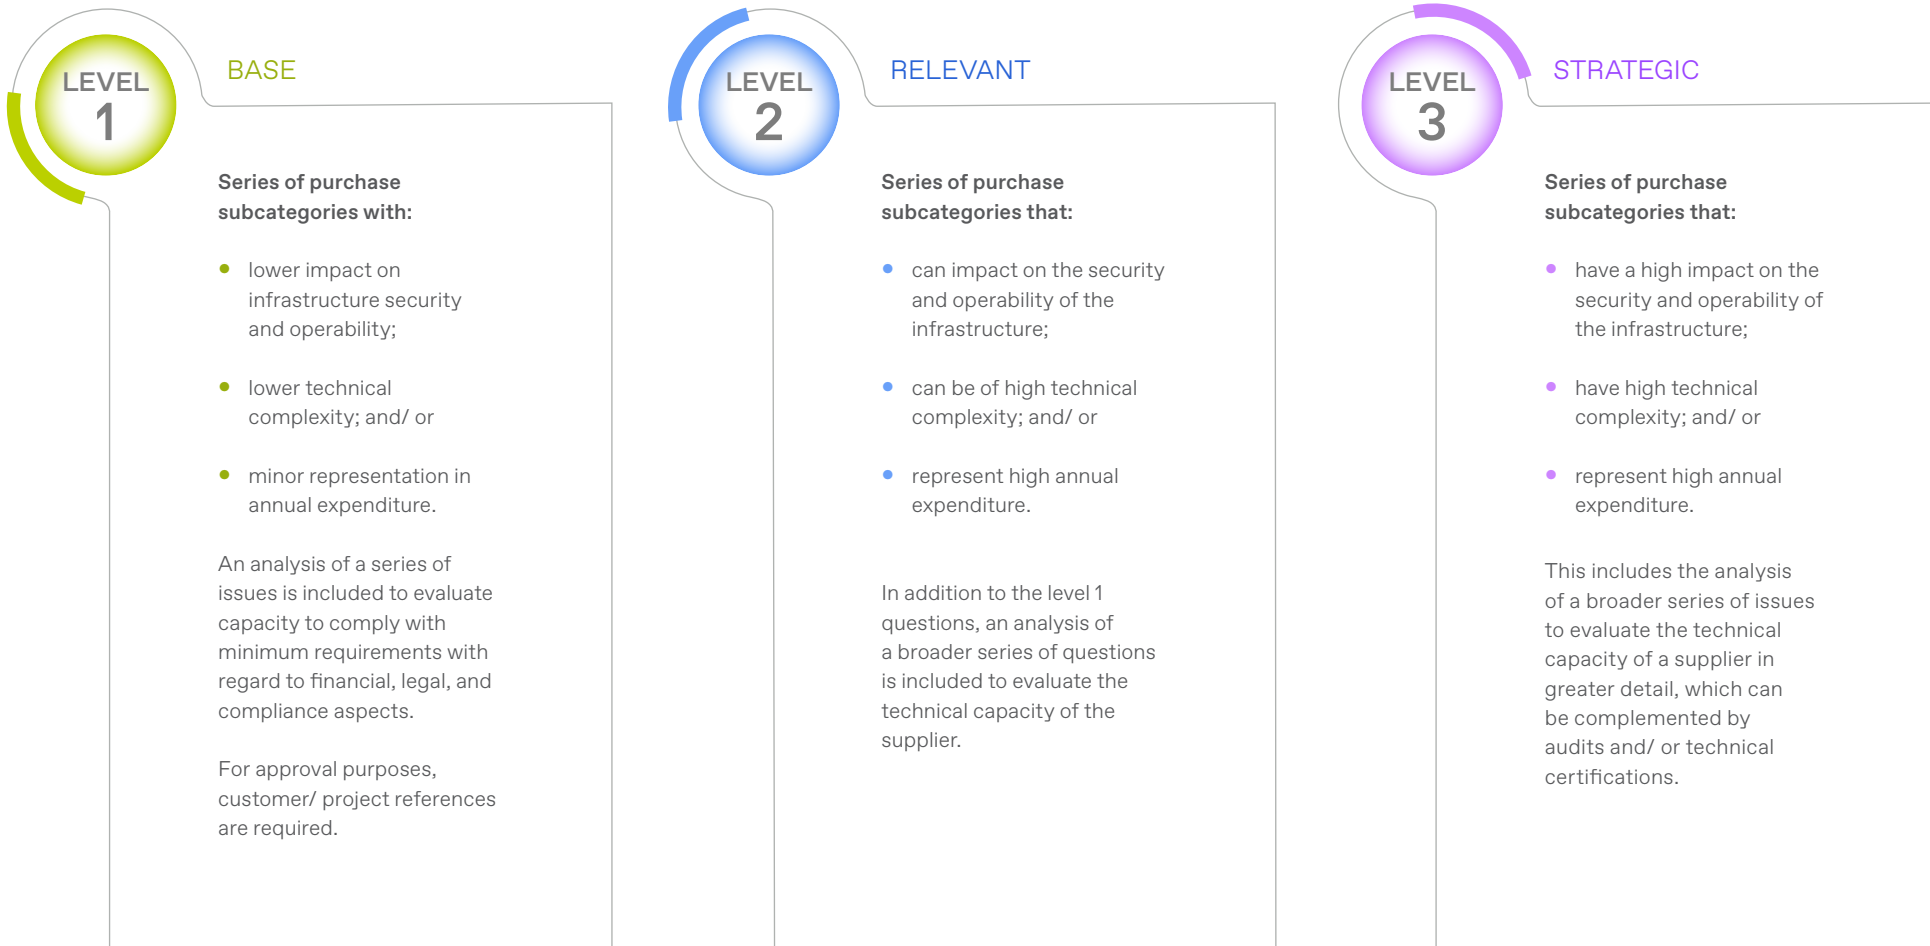 LEVEL
1
BASE
Series of purchase
subcategories with:
• lower impact on
infrastructure security
and operability;
• lower technical
complexity; and/ or
• minor representation in
annual expenditure.
An analysis of a series of
issues is included to evaluate
capacity to comply with
minimum requirements with
regard to financial, legal, and
compliance aspects.
For approval purposes,
customer/ project references
are required.
LEVEL
2
RELEVANT
Series of purchase
subcategories that:
• can impact on the security
and operability of the
infrastructure;
• can be of high technical
complexity; and/ or
• represent high annual
expenditure.
In addition to the level 1
questions, an analysis of
a broader series of questions
is included to evaluate the
technical capacity of the
supplier.
LEVEL
3
STRATEGIC
Series of purchase
subcategories that:
• have a high impact on the
security and operability of
the infrastructure;
• have high technical
complexity; and/ or
• represent high annual
expenditure.
This includes the analysis
of a broader series of issues
to evaluate the technical
capacity of a supplier in
greater detail, which can
be complemented by
audits and/ or technical
certifications.